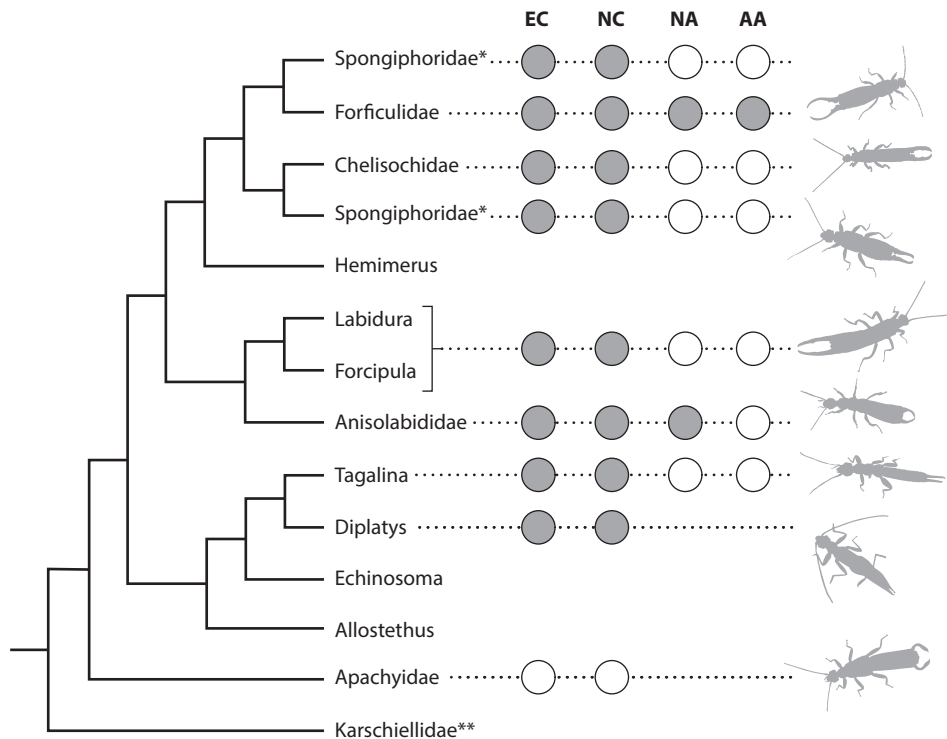 EC NC NA AA
Spongiphoridae*
Forficulidae
Chelisochidae
Spongiphoridae*
Hemimerus
Labidura
Forcipula
Anisolabididae
Tagalina
Diplatys
Echinosoma
Allostethus
Apachyidae
Karschiellidae**